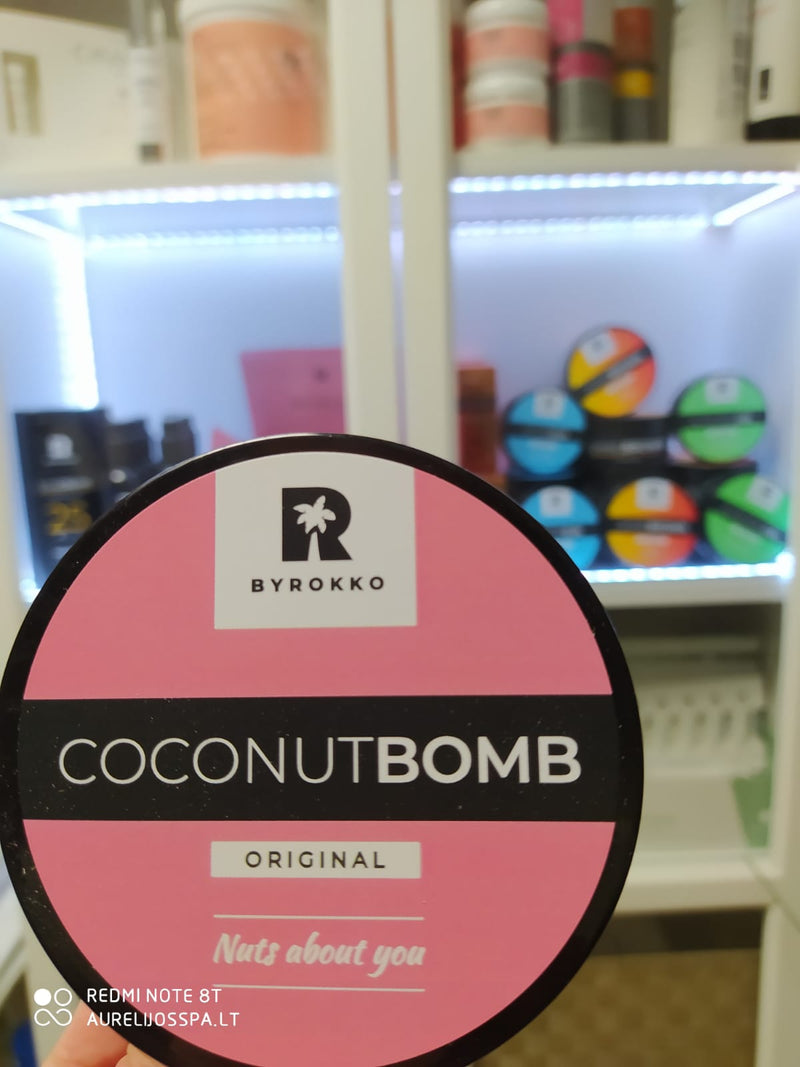 R
BYROKKO
COCONUTBOMB
ORIGINAL
Nuts about you
REDMI NOTE 8T
AURELIJOSSPA.LT